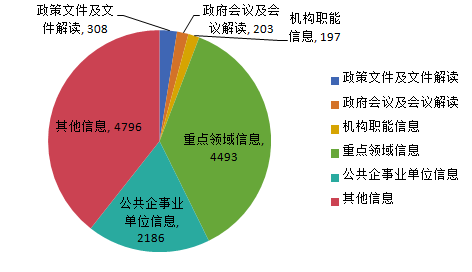 政策文件及文
件解读, 308
政府会议及会
议解读, 203
机构职能
信息, 197
其他信息, 4796
重点领域信息,
4493
公共企事业
单位信息,
2186
政策文件及文件解读
政府会议及会议解读
机构职能信息
重点领域信息
公共企事业单位信息
其他信息